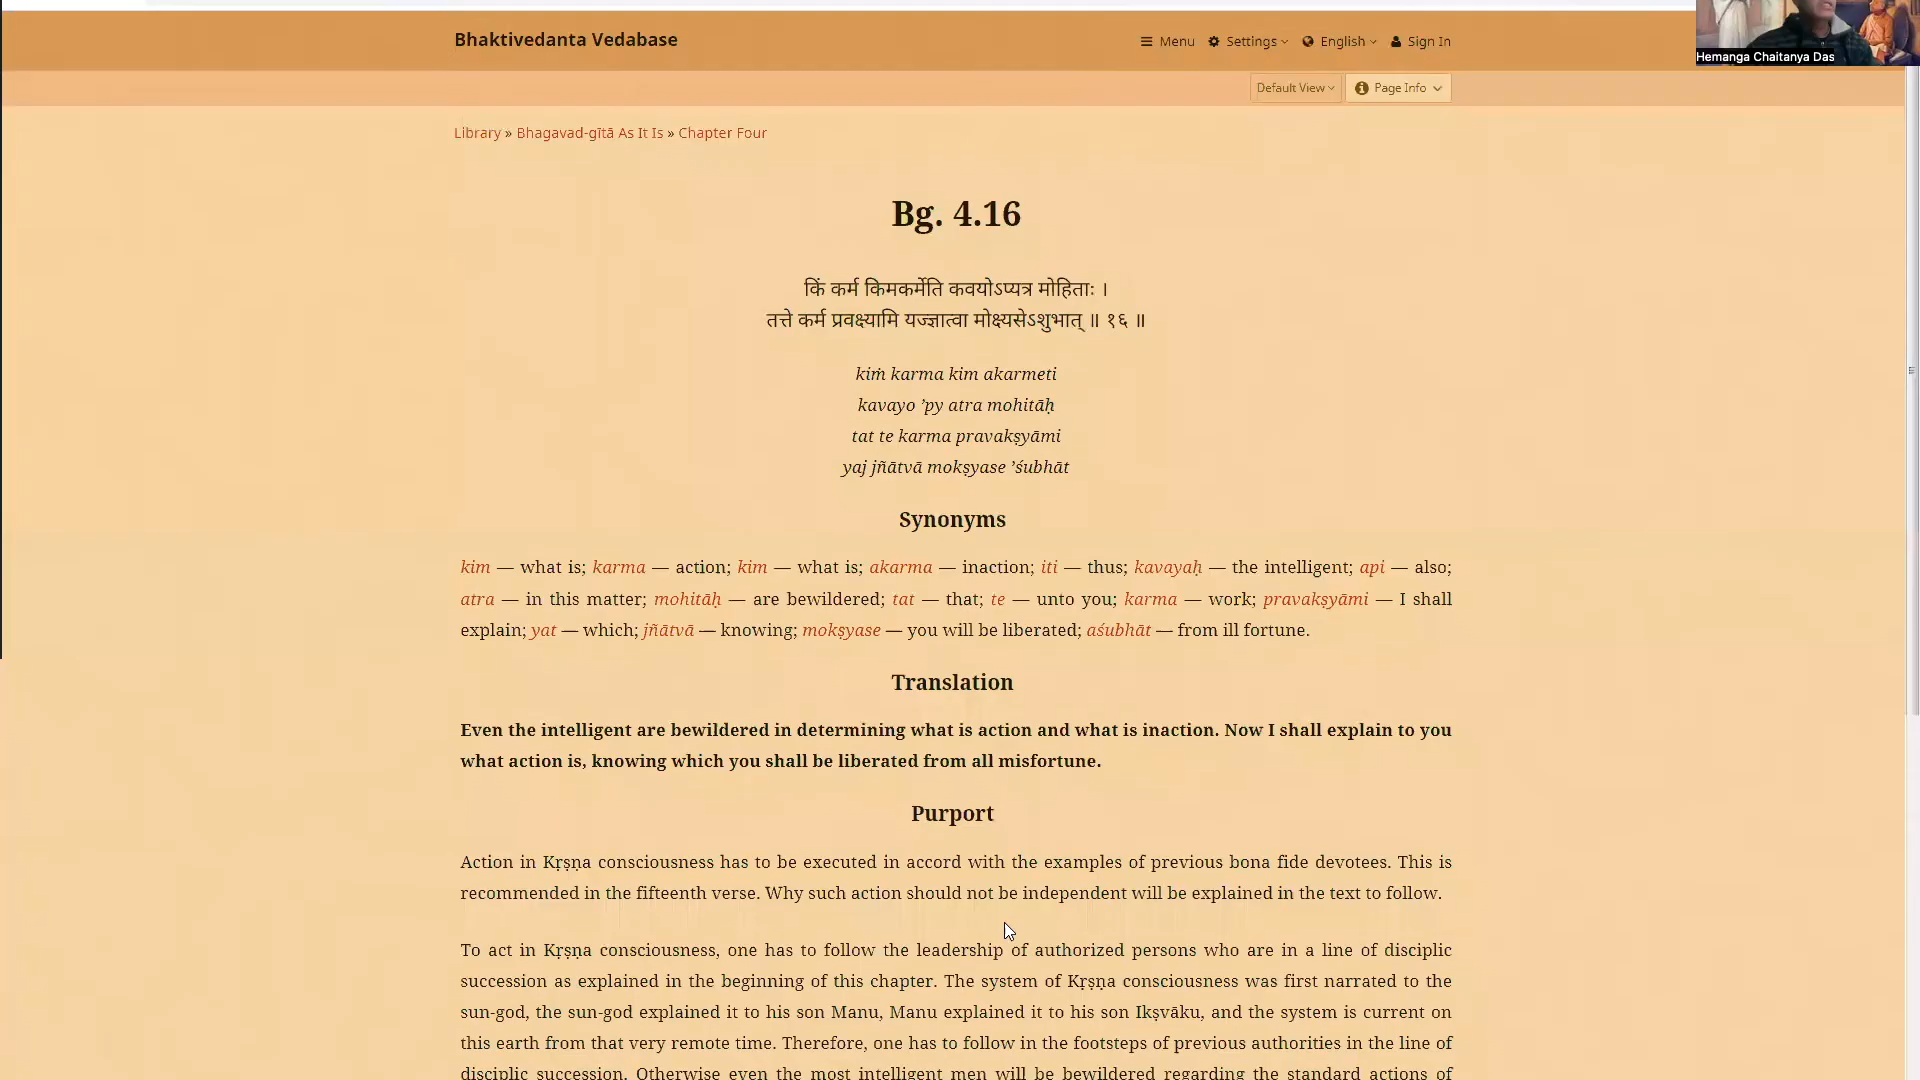 Bhaktivedanta Vedabase
Menu Settings English Sign In
Hemanga Chaitanya Das
Default View Page Info
Library » Bhagavad-gītā As It Is » Chapter Four
Bg. 4.16
किं कर्म किमकर्मेति कवयोऽप्यत्र मोहिताः ।
तत्ते कर्म प्रवक्ष्यामि यज्ज्ञात्वा मोक्ष्यसेऽशुभात् ॥ १६ ॥
kiṁ karma kim akarmeti
kavayo ’py atra mohitāḥ
tat te karma pravakṣyāmi
yaj jñātvā mokṣyase ’śubhāt
Synonyms
kim — what is; karma — action; kim — what is; akarma — inaction; iti — thus; kavayaḥ — the intelligent; api — also;
atra — in this matter; mohitāḥ — are bewildered; tat — that; te — unto you; karma — work; pravakṣyāmi — I shall
explain; yat — which; jñātvā — knowing; mokṣyase — you will be liberated; aśubhāt — from ill fortune.
Translation
Even the intelligent are bewildered in determining what is action and what is inaction. Now I shall explain to you
what action is, knowing which you shall be liberated from all misfortune.
Purport
Action in Kṛṣṇa consciousness has to be executed in accord with the examples of previous bona fide devotees. This is
recommended in the fifteenth verse. Why such action should not be independent will be explained in the text to follow.
To act in Kṛṣṇa consciousness, one has to follow the leadership of authorized persons who are in a line of disciplic
succession as explained in the beginning of this chapter. The system of Kṛṣṇa consciousness was first narrated to the
sun-god, the sun-god explained it to his son Manu, Manu explained it to his son Ikṣvāku, and the system is current on
this earth from that very remote time. Therefore, one has to follow in the footsteps of previous authorities in the line of
disciplic succession. Otherwise even the most intelligent men will be bewildered regarding the standard actions of